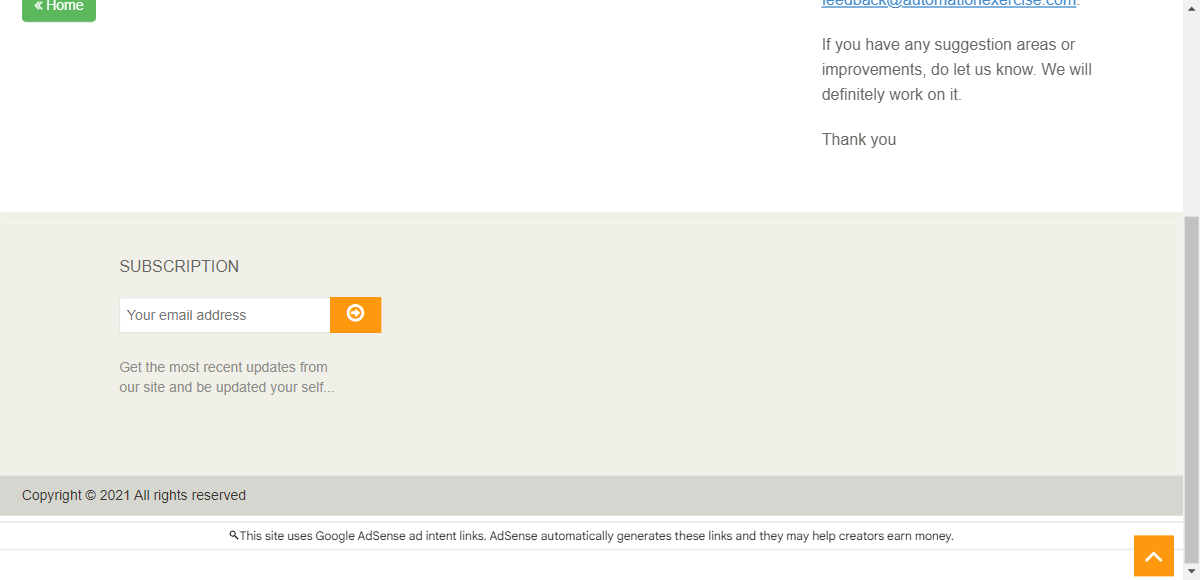 « Home
feedback@automationexercise.com.
If you have any suggestion areas or
improvements, do let us know. We will
definitely work on it.
Thank you
SUBSCRIPTION
Your email address
Get the most recent updates from
our site and be updated your self...
Copyright © 2021 All rights reserved
This site uses Google AdSense ad intent links. AdSense automatically generates these links and they may help creators earn money.